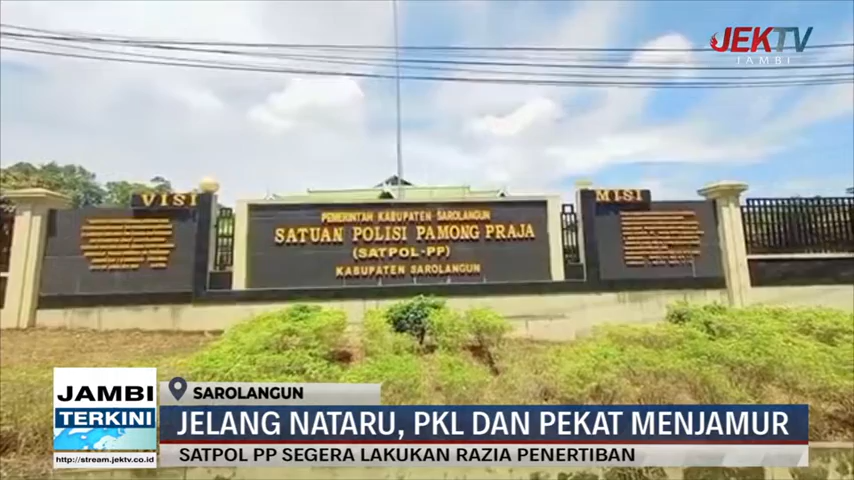 JEKTV
JAMBI
VISI
MISI
PEMERINTAH KABUPATEN SAROLANGUN
SATUAN POLISI PAMONG PRAJA
(SATPOL-PP)
KABUPATEN SAROLANGUN
JAMBI
TERKINI
http://stream.jektv.co.id
SAROLANGUN
JELANG NATARU, PKL DAN PEKAT MENJAMUR
SATPOL PP SEGERA LAKUKAN RAZIA PENERTIBAN
JEKTV